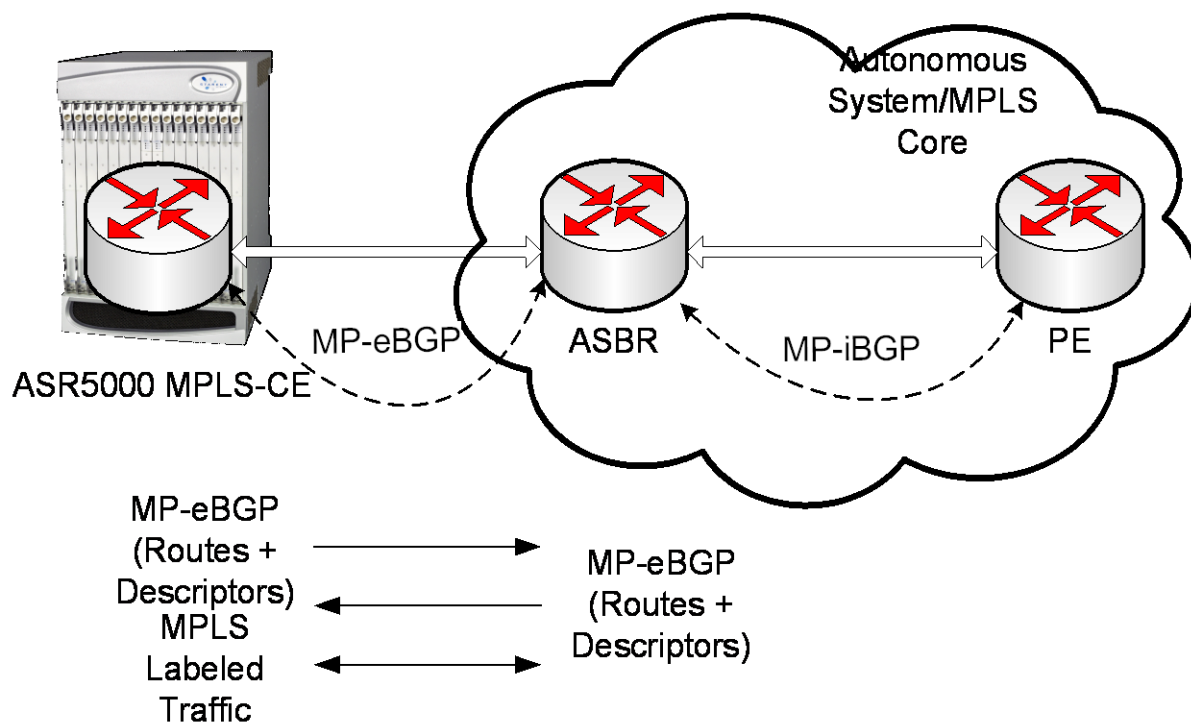 Autonomous
System/MPLS
Core
MP-eBGP
ASBR
MP-iBGP
PE
ASR5000 MPLS-CE
MP-eBGP
(Routes +
Descriptors)
MP-eBGP
(Routes +
Descriptors)
MPLS
Labeled
Traffic